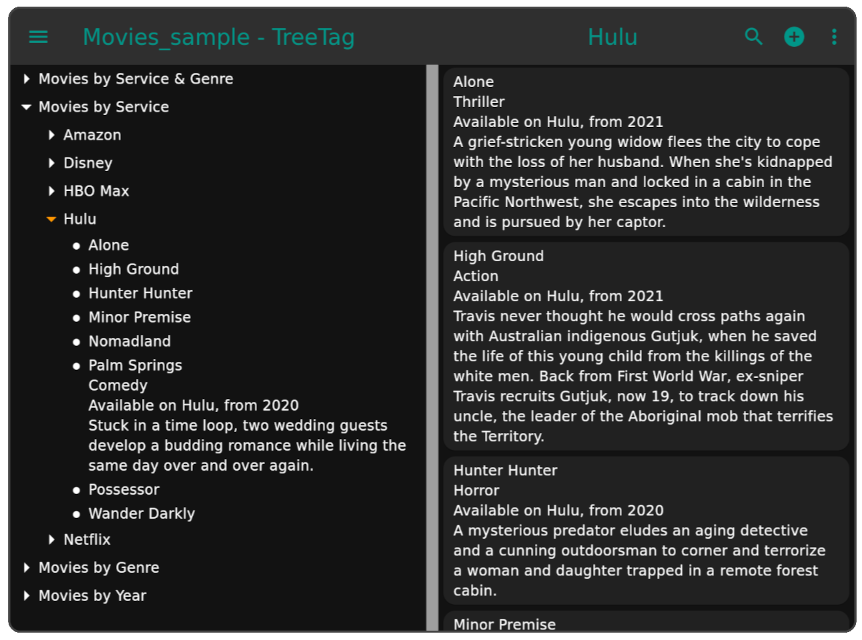 Movies_sample - TreeTag
Hulu
Movies by Service & Genre
Movies by Service
Amazon
Disney
HBO Max
Hulu
Alone
High Ground
Hunter Hunter
Minor Premise
Nomadland
Palm Springs
Comedy
Available on Hulu, from 2020
Stuck in a time loop, two wedding guests
develop a budding romance while living the
same day over and over again.
Possessor
Wander Darkly
Netflix
Movies by Genre
Movies by Year
Alone
Thriller
Available on Hulu, from 2021
A grief-stricken young widow flees the city to cope
with the loss of her husband. When she's kidnapped
by a mysterious man and locked in a cabin in the
Pacific Northwest, she escapes into the wilderness
and is pursued by her captor.
High Ground
Action
Available on Hulu, from 2021
Travis never thought he would cross paths again
with Australian indigenous Gutjuk, when he saved
the life of this young child from the killings of the
white men. Back from First World War, ex-sniper
Travis recruits Gutjuk, now 19, to track down his
uncle, the leader of the Aboriginal mob that terrifies
the Territory.
Hunter Hunter
Horror
Available on Hulu, from 2020
A mysterious predator eludes an aging detective
and a cunning outdoorsman to corner and terrorize
a woman and daughter trapped in a remote forest
cabin.
Minor Premise